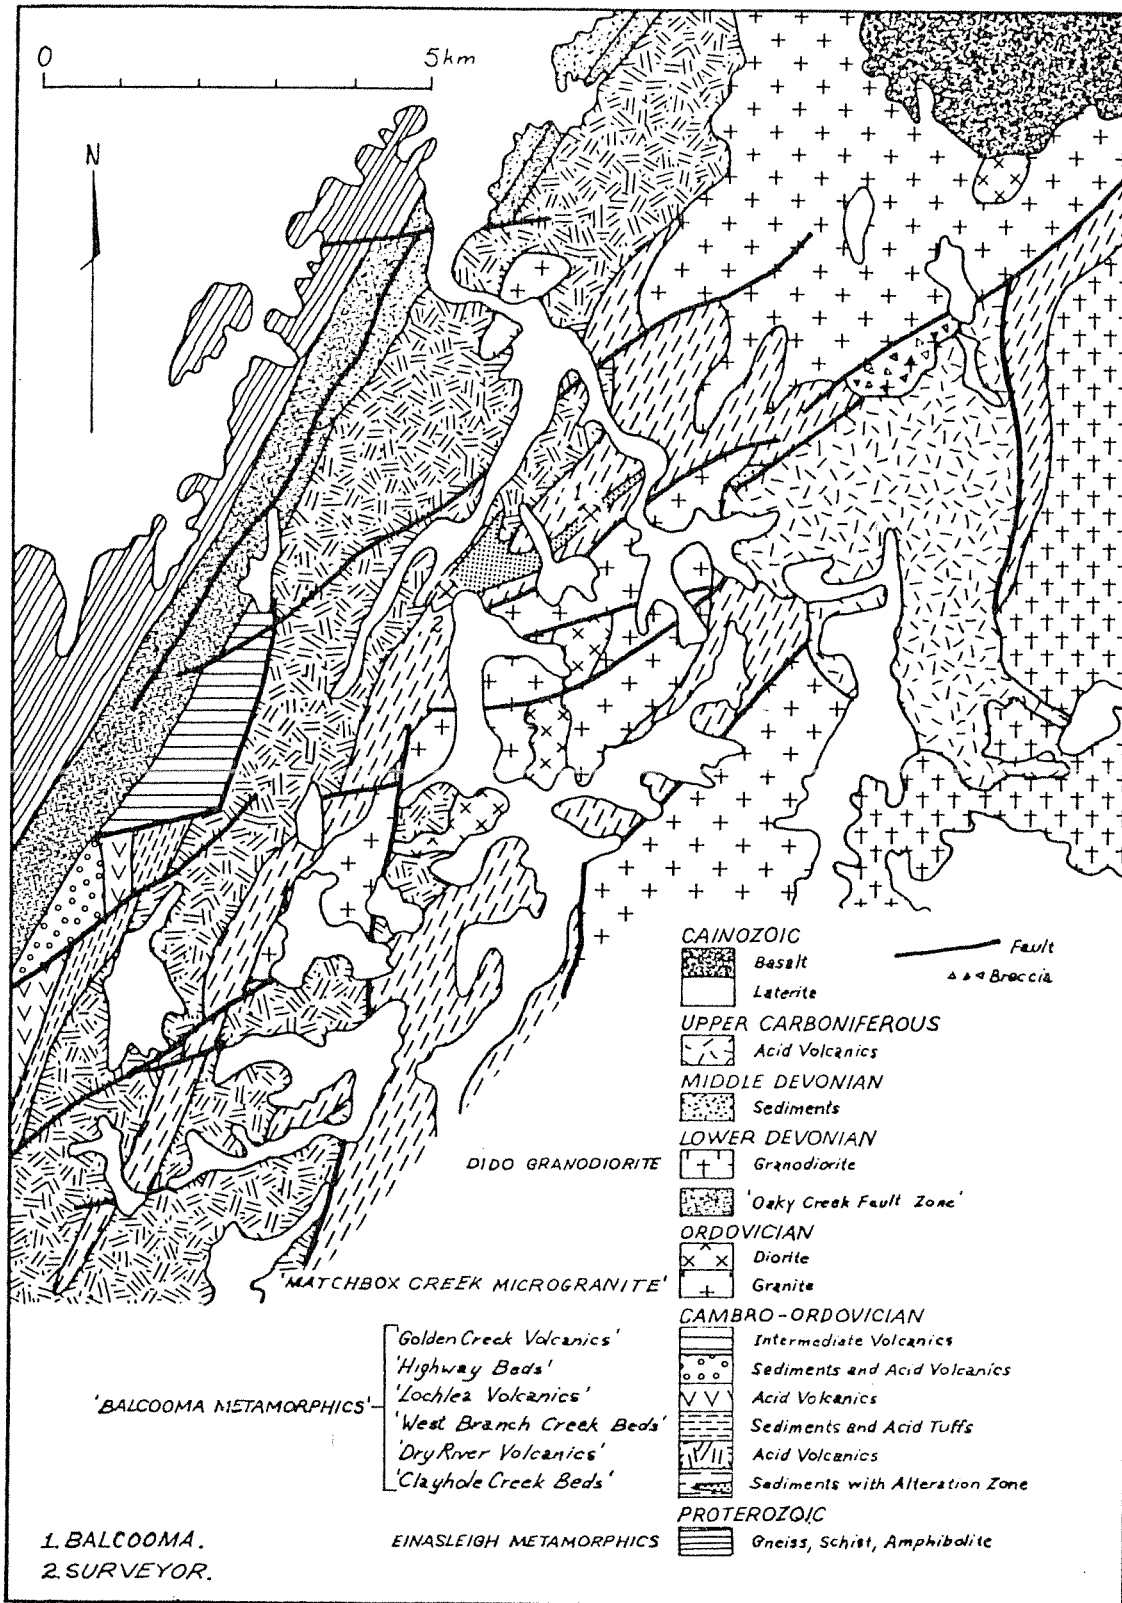 0 5km
N
CAINOZOIC
Basalt
Laterite
Fault
Breccia
UPPER CARBONIFEROUS
Acid Volcanics
MIDDLE DEVONIAN
Sediments
LOWER DEVONIAN
DIDO GRANODIORITE Granodiorite
'Oaky Creek Fault Zone'
ORDOVICIAN
Diorite
'MATCHBOX CREEK MICROGRANITE' Granite
CAMBRO-ORDOVICIAN
'BALCOOMA METAMORPHICS'
'Golden Creek Volcanics' Intermediate Volcanics
'Highway Beds' Sediments and Acid Volcanics
'Lochlea Volcanics' Acid Volcanics
'West Branch Creek Beds' Sediments and Acid Tuffs
'Dry River Volcanics' Acid Volcanics
'Clayhole Creek Beds' Sediments with Alteration Zone
PROTEROZOIC
EINASLEIGH METAMORPHICS Gneiss, Schist, Amphibolite
1. BALCOOMA.
2. SURVEYOR.